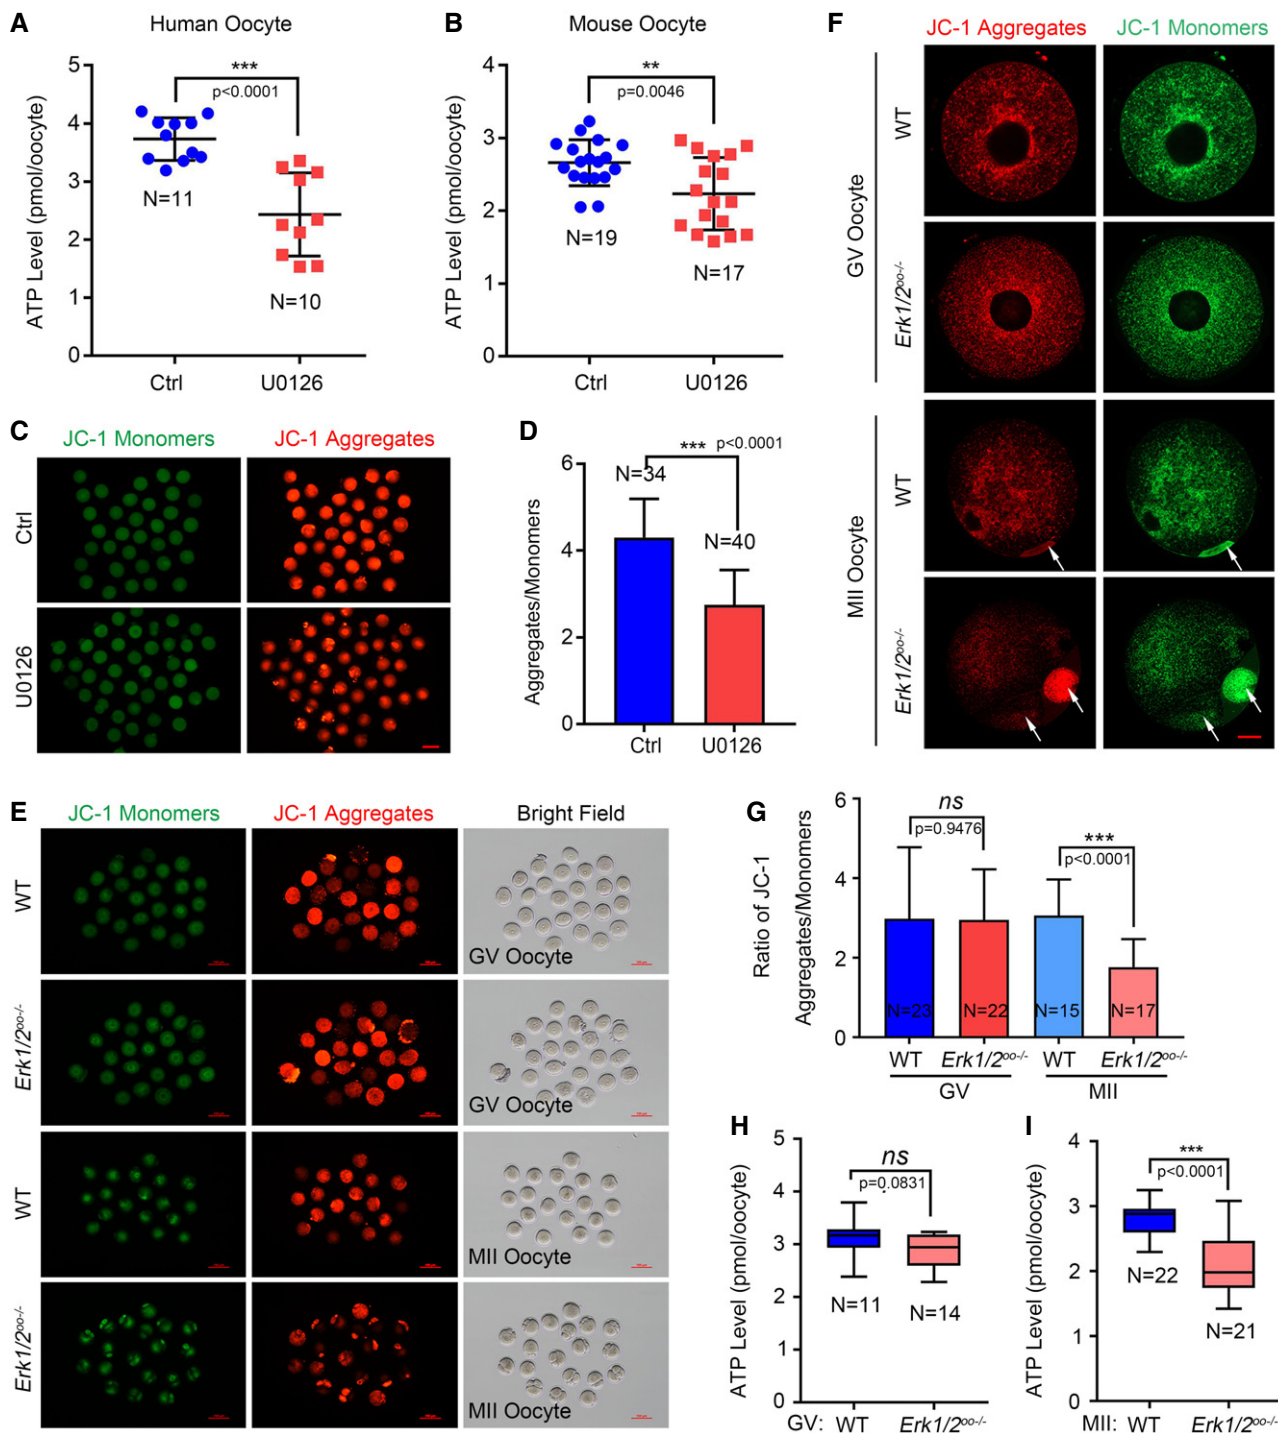 A
Human Oocyte
ATP Level (pmol/oocyte)
5
4
3
2
1
0
***
p<0.0001
N=11
N=10
Ctrl
U0126
B
Mouse Oocyte
ATP Level (pmol/oocyte)
4
3
2
1
0
**
p=0.0046
N=19
N=17
Ctrl
U0126
C
JC-1 Monomers
JC-1 Aggregates
Ctrl
U0126
D
Aggregates/Monomers
6
4
2
0
***
p<0.0001
N=34
N=40
Ctrl
U0126
E
JC-1 Monomers
JC-1 Aggregates
Bright Field
WT
GV Oocyte
Erk1/2oo-/-
GV Oocyte
WT
MII Oocyte
Erk1/2oo-/-
MII Oocyte
F
JC-1 Aggregates
JC-1 Monomers
GV Oocyte
WT
Erk1/2oo-/-
MII Oocyte
WT
Erk1/2oo-/-
G
Ratio of JC-1
Aggregates/Monomers
6
4
2
0
ns
p=0.9476
***
p<0.0001
N=23
N=22
N=15
N=17
WT
Erk1/2oo-/-
WT
Erk1/2oo-/-
GV
MII
H
ATP Level (pmol/oocyte)
5
4
3
2
1
0
ns
p=0.0831
N=11
N=14
GV: WT
Erk1/2oo-/-
I
ATP Level (pmol/oocyte)
4
3
2
1
0
***
p<0.0001
N=22
N=21
MII: WT
Erk1/2oo-/-